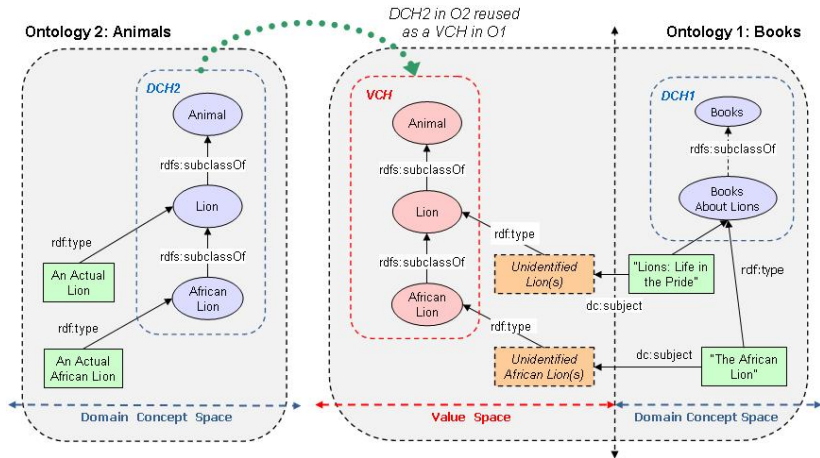 DCH2 in O2 reused
as a VCH in O1
Ontology 2: Animals
Ontology 1: Books
DCH2
Animal
rdfs:subclassOf
Lion
rdf:type
rdfs:subclassOf
An Actual
Lion
African
Lion
rdf:type
An Actual
African Lion
Domain Concept Space
VCH
Animal
rdfs:subclassOf
Lion
rdf:type
rdfs:subclassOf
Unidentified
Lion(s)
African
Lion
rdf:type
Unidentified
African Lion(s)
Value Space
DCH1
Books
rdfs:subclassOf
Books
About Lions
"Lions: Life in
the Pride"
rdf:type
dc:subject
dc:subject
"The African
Lion"
Domain Concept Space